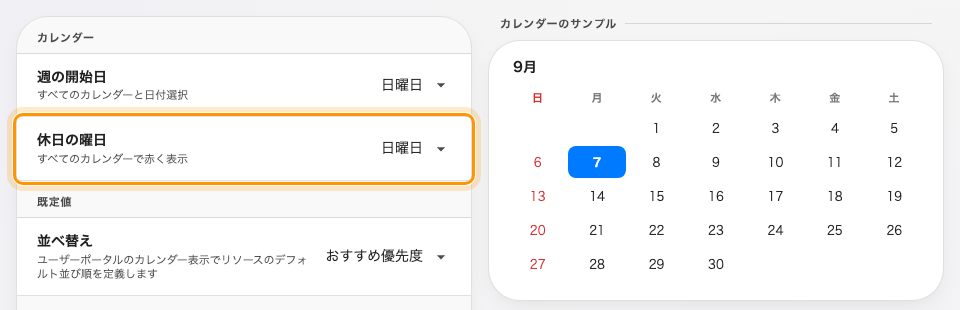 カレンダー
週の開始日
すべてのカレンダーと日付選択
日曜日
休日の曜日
すべてのカレンダーで赤く表示
日曜日
既定値
並べ替え
ユーザーポータルのカレンダー表示でリソースのデフォ
ルト並び順を定義します
おすすめ優先度
カレンダーのサンプル
9月
日 月 火 水 木 金 土
1 2 3 4 5
6 7 8 9 10 11 12
13 14 15 16 17 18 19
20 21 22 23 24 25 26
27 28 29 30